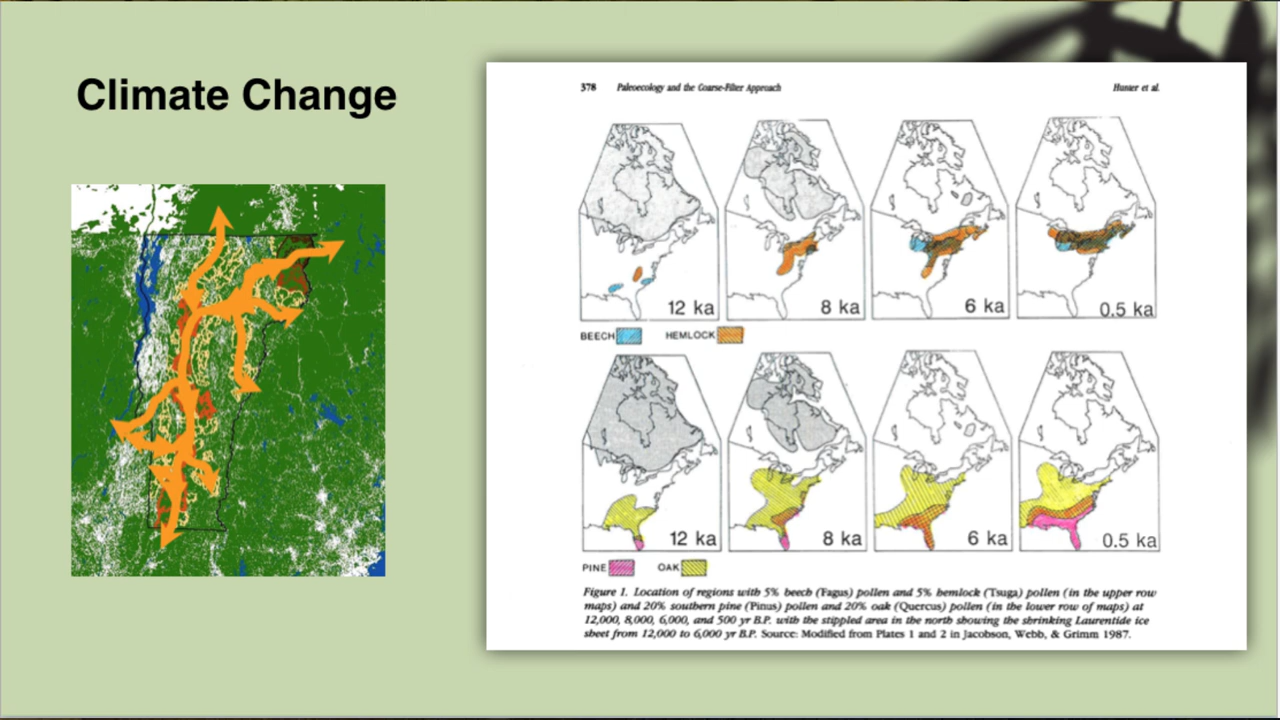 Climate Change
378 Paleoecology and the Coarse-Filter Approach Hunter et al.
12 ka 8 ka 6 ka 0.5 ka
BEECH HEMLOCK
12 ka 8 ka 6 ka 0.5 ka
PINE OAK
Figure 1. Location of regions with 5% beech (Fagus) pollen and 5% hemlock (Tsuga) pollen (in the upper row
maps) and 20% southern pine (Pinus) pollen and 20% oak (Quercus) pollen (in the lower row of maps) at
12,000, 8,000, 6,000, and 500 yr B.P. with the stippled area in the north showing the shrinking Laurentide ice
sheet from 12,000 to 6,000 yr B.P. Source: Modified from Plates 1 and 2 in Jacobson, Webb, & Grimm 1987.